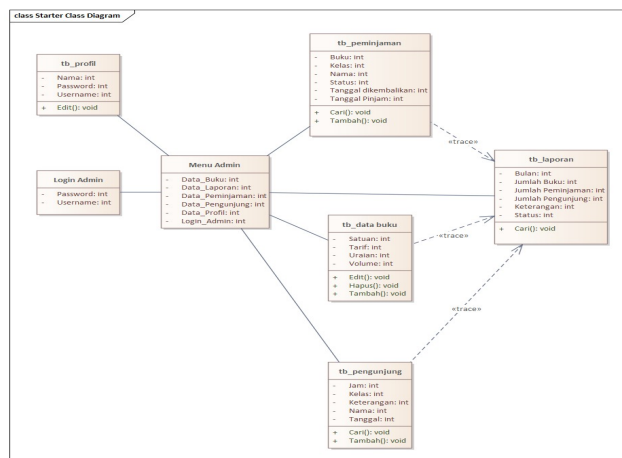 class Starter Class Diagram
tb_profil
- Nama: int
- Password: int
- Username: int
+ Edit(): void
tb_peminjaman
- Buku: int
- Kelas: int
- Nama: int
- Status: int
- Tanggal dikembalikan: int
- Tanggal Pinjam: int
+ Cari(): void
+ Tambah(): void
Login Admin
- Password: int
- Username: int
Menu Admin
- Data_Buku: int
- Data_Laporan: int
- Data_Peminjaman: int
- Data_Pengunjung: int
- Data_Profil: int
- Login_Admin: int
«trace»
tb_laporan
- Bulan: int
- Jumlah Buku: int
- Jumlah Peminjaman: int
- Jumlah Pengunjung: int
- Keterangan: int
- Status: int
+ Cari(): void
tb_data buku
- Satuan: int
- Tarif: int
- Uraian: int
- Volume: int
+ Edit(): void
+ Hapus(): void
+ Tambah(): void
«trace»
«trace»
tb_pengunjung
- Jam: int
- Kelas: int
- Keterangan: int
- Nama: int
- Tanggal: int
+ Cari(): void
+ Tambah(): void